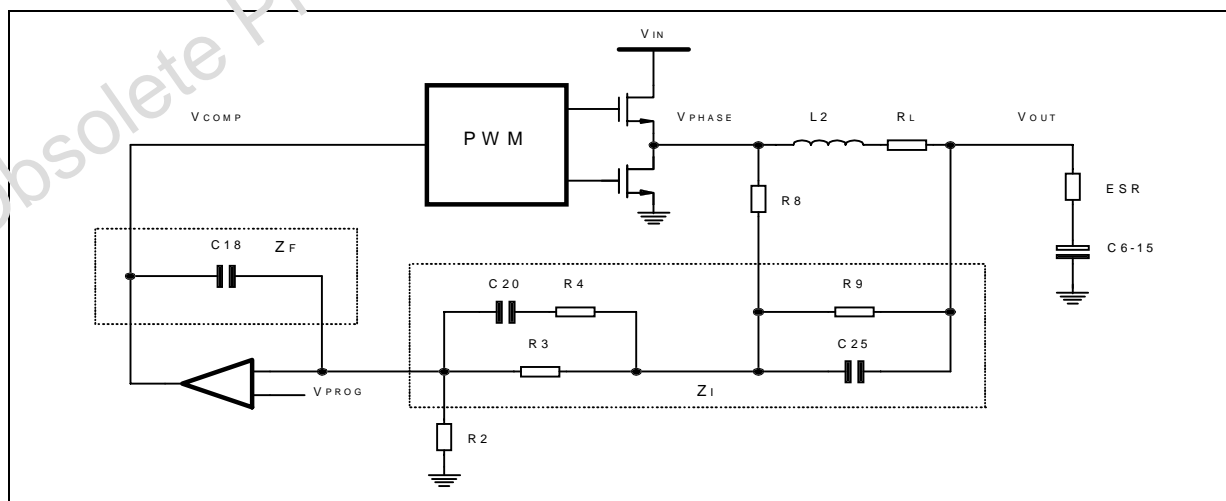 Obsolete Pr
VIN
VCOMP
PWM
VPHASE
L2
RL
VOUT
R8
ESR
C18
ZF
C6-15
C20
R4
R9
R3
C25
VPROG
ZI
R2